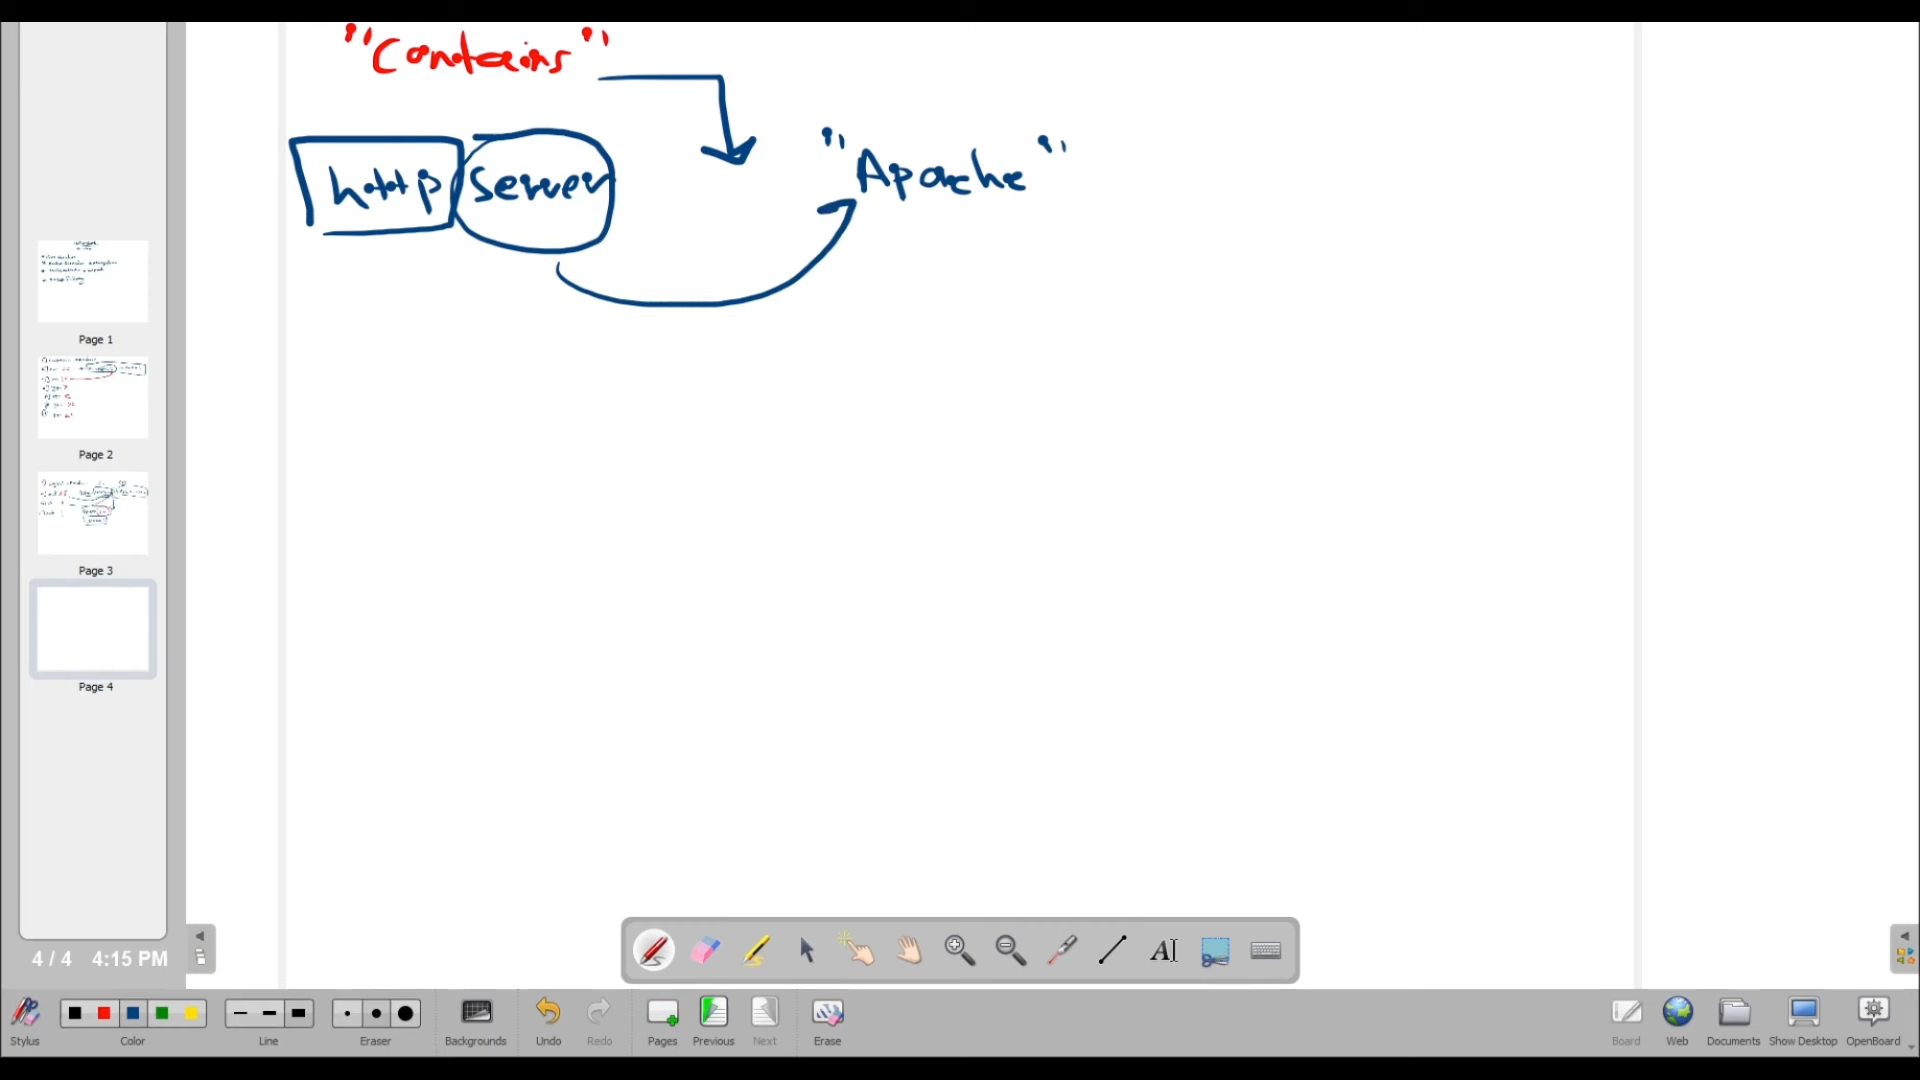 "Contains"
http server "Apache"
Page 1
Page 2
Page 3
Page 4
4 / 4 4:15 PM
Stylus Color Line Eraser Backgrounds Undo Redo Pages Previous Next Erase Board Web Documents Show Desktop OpenBoard